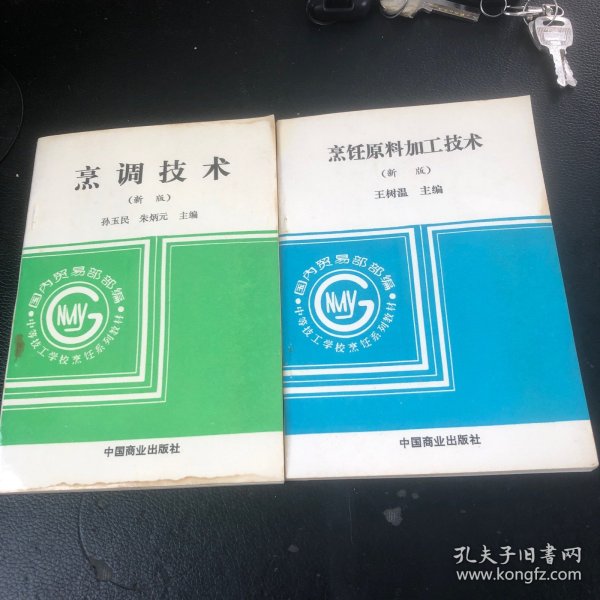 烹调技术
(新 版)
孙玉民 朱炳元 主编
国内贸易部部编
中等技工学校烹饪系列教材
GNMY
中国商业出版社
烹饪原料加工技术
(新 版)
王树温 主编
国内贸易部部编
中等技工学校烹饪系列教材
GNMY
中国商业出版社
孔夫子旧书网
www.kongfz.com